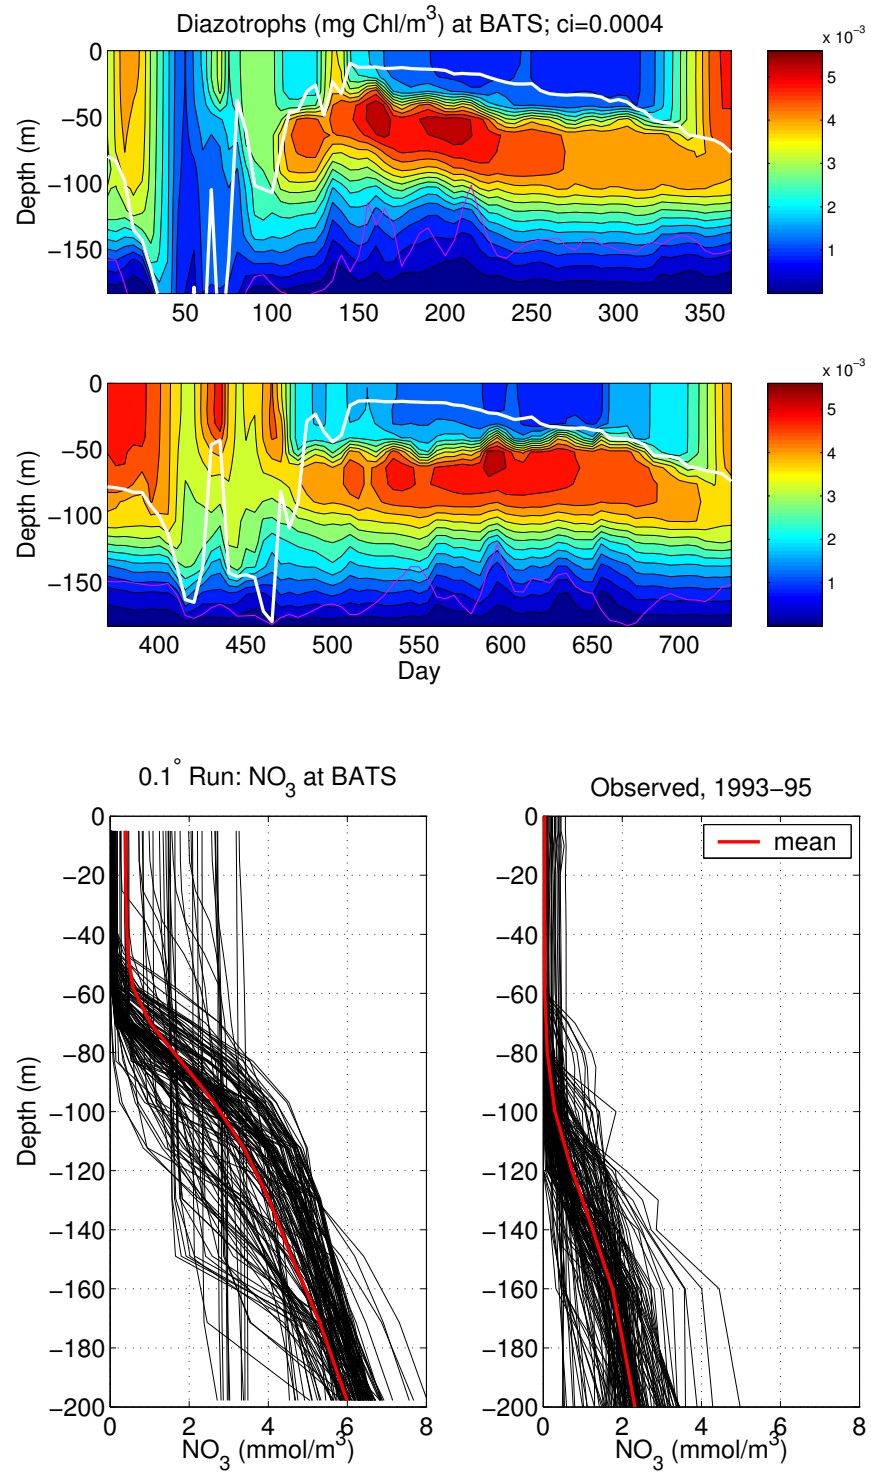 Diazotrophs (mg Chl/m³) at BATS; ci=0.0004
x 10⁻³
0
−50
−100
−150
Depth (m)
50 100 150 200 250 300 350
5
4
3
2
1
x 10⁻³
0
−50
−100
−150
Depth (m)
400 450 500 550 600 650 700
Day
5
4
3
2
1
0.1° Run: NO₃ at BATS
0
−20
−40
−60
−80
−100
−120
−140
−160
−180
−200
Depth (m)
0 2 4 6 8
NO₃ (mmol/m³)
Observed, 1993−95
mean
0
−20
−40
−60
−80
−100
−120
−140
−160
−180
−200
0 2 4 6 8
NO₃ (mmol/m³)